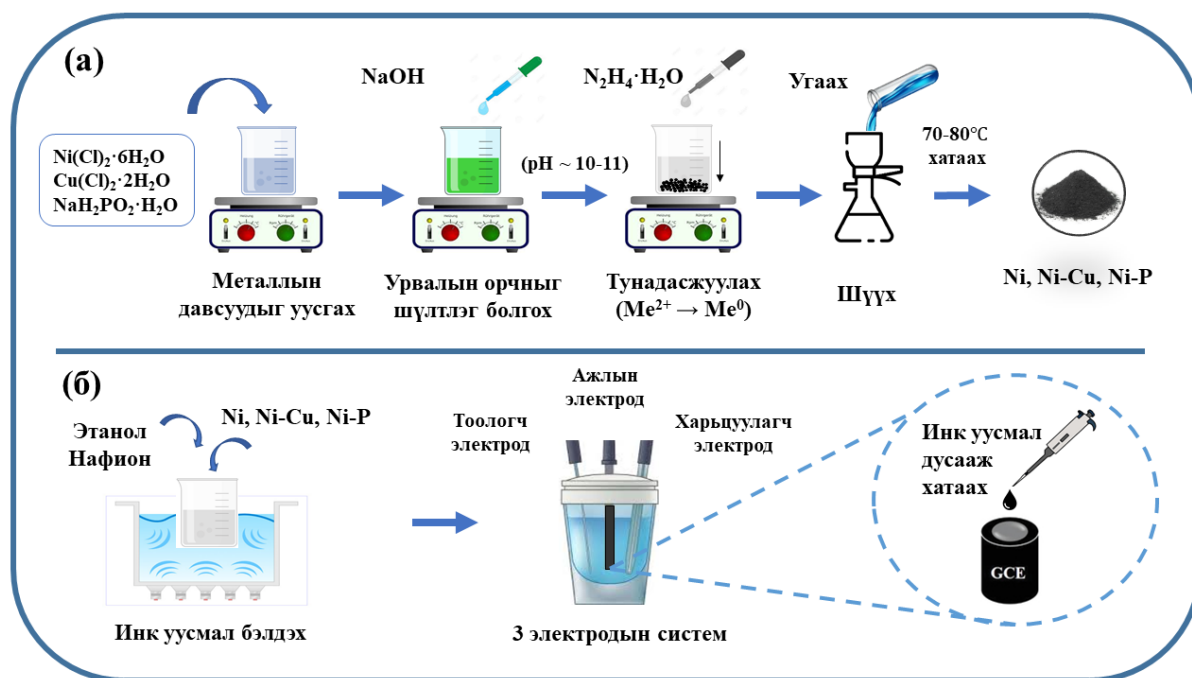 (а)
Ni(Cl)₂·6H₂O
Cu(Cl)₂·2H₂O
NaH₂PO₂·H₂O
Металлын
давсуудыг уусгах
NaOH
Урвалын орчныг
шүлтлэг болгох
(pH ~ 10-11)
N₂H₄·H₂O
Тунадасжуулах
(Me²⁺ → Me⁰)
Угаах
Шүүх
70-80°C
хатаах
Ni, Ni-Cu, Ni-P
(б)
Этанол
Нафион
Ni, Ni-Cu, Ni-P
Инк уусмал бэлдэх
Тоологч
электрод
Ажлын
электрод
Харьцуулагч
электрод
3 электродын систем
Инк уусмал
дусааж
хатаах
GCE